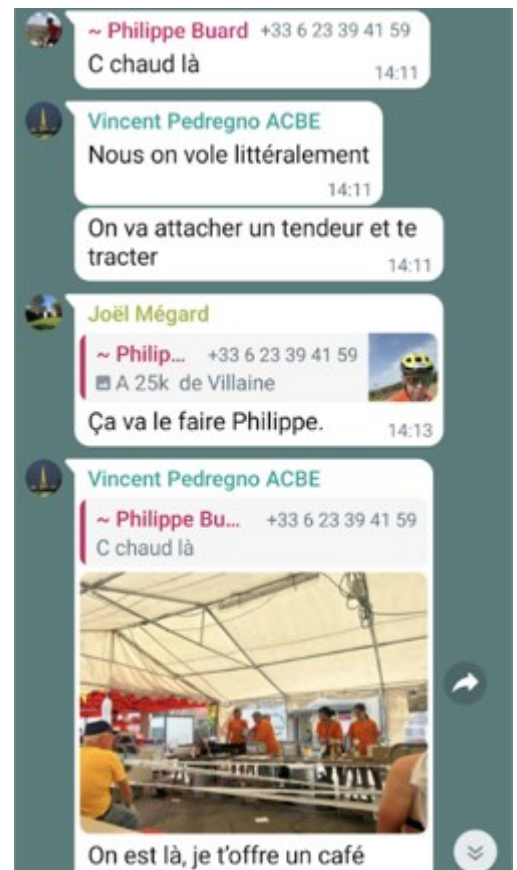 ~ Philippe Buard +33 6 23 39 41 59
C chaud là
14:11
Vincent Pedregno ACBE
Nous on vole littéralement
14:11
On va attacher un tendeur et te
tracter
14:11
Joël Mégard
~ Philip... +33 6 23 39 41 59
A 25k de Villaine
Ça va le faire Philippe.
14:13
Vincent Pedregno ACBE
~ Philippe Bu... +33 6 23 39 41 59
C chaud là
On est là, je t'offre un café